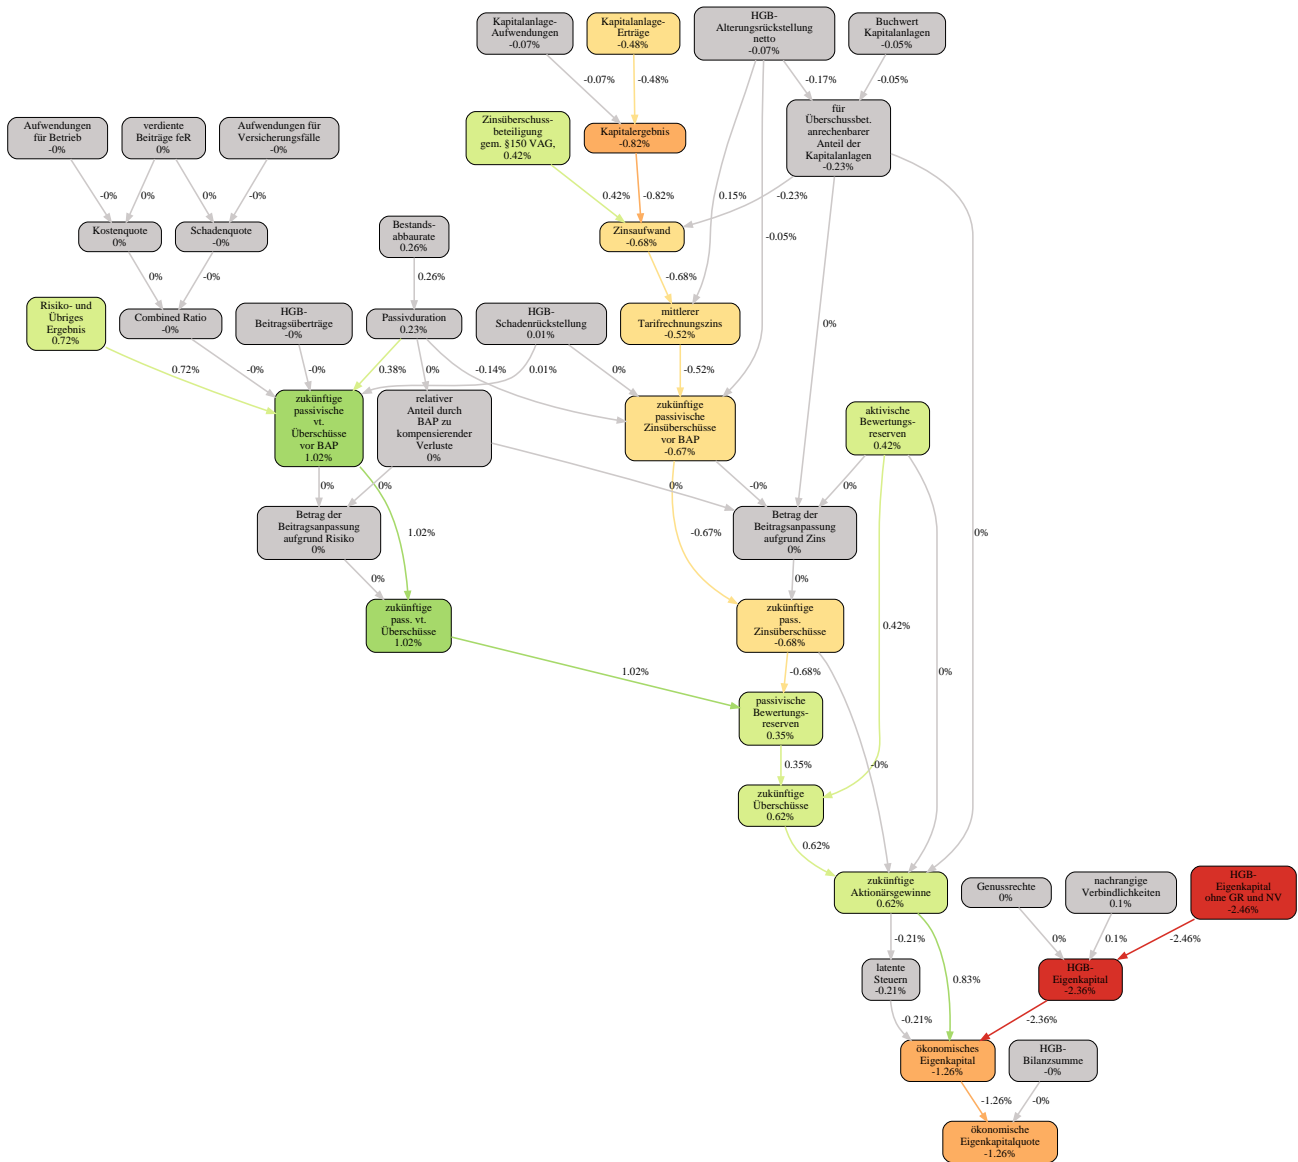 Kapitalanlage-
Aufwendungen
-0.07%
Kapitalanlage-
Erträge
-0.48%
HGB-
Alterungsrückstellung
netto
-0.07%
Buchwert
Kapitalanlagen
-0.05%
-0.07%
-0.48%
-0.17%
-0.05%
Aufwendungen
für Betrieb
-0%
verdiente
Beiträge feR
0%
Aufwendungen für
Versicherungsfälle
-0%
Zinsüberschuss-
beteiligung
gem. §150 VAG,
0.42%
Kapitalergebnis
-0.82%
für
Überschussbet.
anrechenbarer
Anteil der
Kapitalanlagen
-0.23%
-0%
0%
0%
-0%
0.42%
-0.82%
0.15%
-0.23%
Kostenquote
0%
Schadenquote
-0%
Bestands-
abbaurate
0.26%
Zinsaufwand
-0.68%
-0.05%
0%
-0%
0.26%
-0.68%
Risiko- und
Übriges
Ergebnis
0.72%
Combined Ratio
-0%
HGB-
Beitragsüberträge
-0%
Passivduration
0.23%
HGB-
Schadenrückstellung
0.01%
mittlerer
Tarifrechnungszins
-0.52%
0%
0.72%
-0%
-0%
0.38%
0%
-0.14%
0.01%
0%
-0.52%
zukünftige
passivische
vt.
Überschüsse
vor BAP
1.02%
relativer
Anteil durch
BAP zu
kompensierender
Verluste
0%
zukünftige
passivische
Zinsüberschüsse
vor BAP
-0.67%
aktivische
Bewertungs-
reserven
0.42%
0%
0%
0%
-0%
0%
Betrag der
Beitragsanpassung
aufgrund Risiko
0%
1.02%
-0.67%
Betrag der
Beitragsanpassung
aufgrund Zins
0%
0%
0%
0%
zukünftige
pass. vt.
Überschüsse
1.02%
zukünftige
pass.
Zinsüberschüsse
-0.68%
0.42%
1.02%
-0.68%
0%
passivische
Bewertungs-
reserven
0.35%
0.35%
-0%
zukünftige
Überschüsse
0.62%
0.62%
zukünftige
Aktionärsgewinne
0.62%
Genussrechte
0%
nachrangige
Verbindlichkeiten
0.1%
HGB-
Eigenkapital
ohne GR und NV
-2.46%
-0.21%
0%
0.1%
-2.46%
latente
Steuern
-0.21%
0.83%
HGB-
Eigenkapital
-2.36%
-0.21%
-2.36%
ökonomisches
Eigenkapital
-1.26%
HGB-
Bilanzsumme
-0%
-1.26%
-0%
ökonomische
Eigenkapitalquote
-1.26%